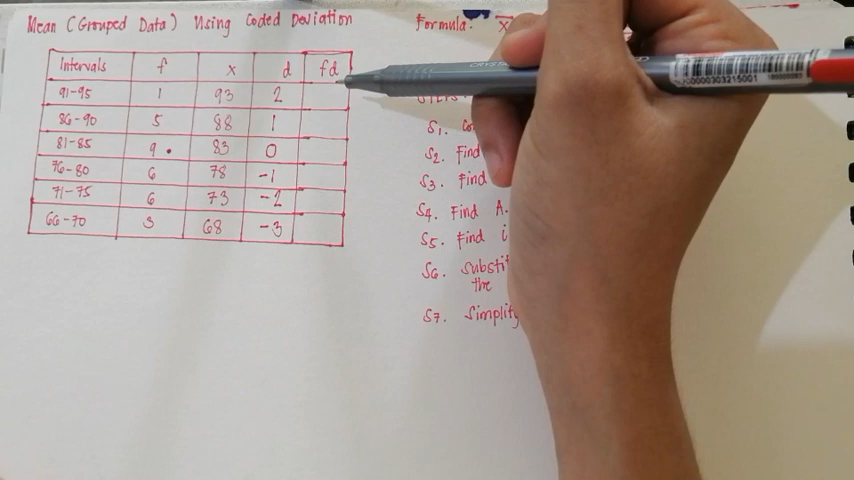 Mean (Grouped Data) Using Coded Deviation
Formula: X
Intervals f x d fd
91-95 1 93 2
86-90 5 88 1
81-85 9 83 0
76-80 6 78 -1
71-75 6 73 -2
66-70 3 68 -3
S1.
S2. Find
S3. Find
S4. Find A.
S5. Find i
S6.
the
S7. Simplify